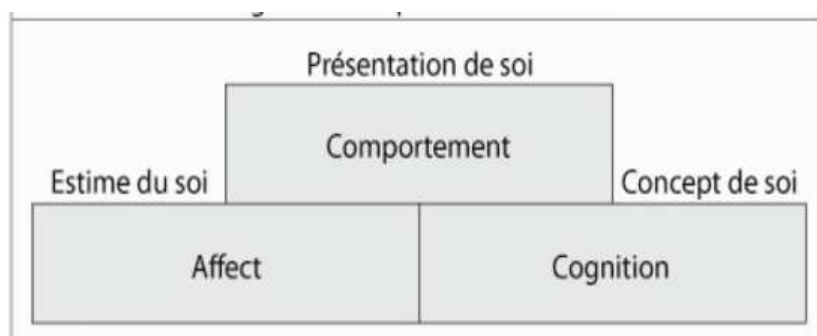 Présentation de soi
Comportement
Estime du soi
Concept de soi
Affect
Cognition